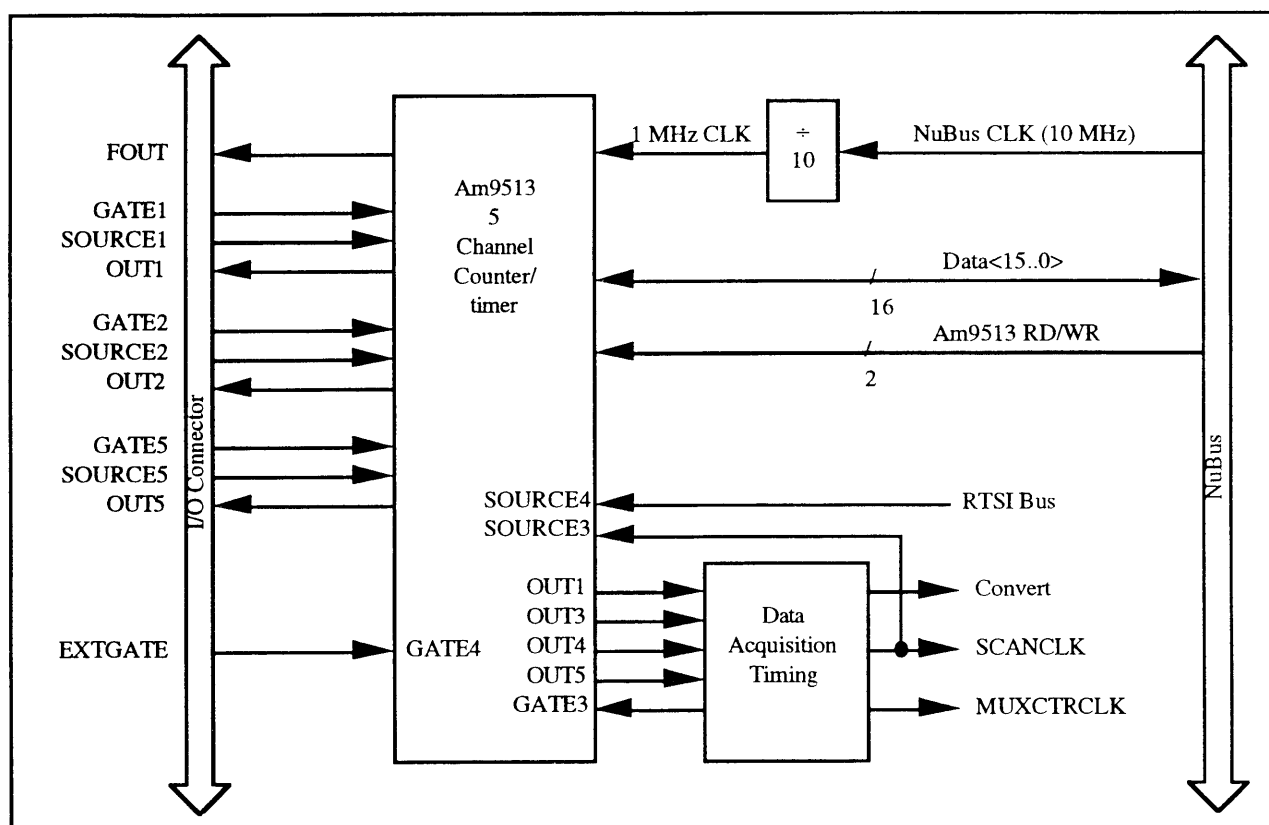 FOUT
GATE1
SOURCE1
OUT1
GATE2
SOURCE2
OUT2
GATE5
SOURCE5
OUT5
EXTGATE
I/O Connector
Am9513
5
Channel
Counter/
timer
GATE4
SOURCE4
SOURCE3
OUT1
OUT3
OUT4
OUT5
GATE3
1 MHz CLK
÷
10
NuBus CLK (10 MHz)
Data<15..0>
/
16
Am9513 RD/WR
/
2
RTSI Bus
Data
Acquisition
Timing
Convert
SCANCLK
MUXCTRCLK
NuBus